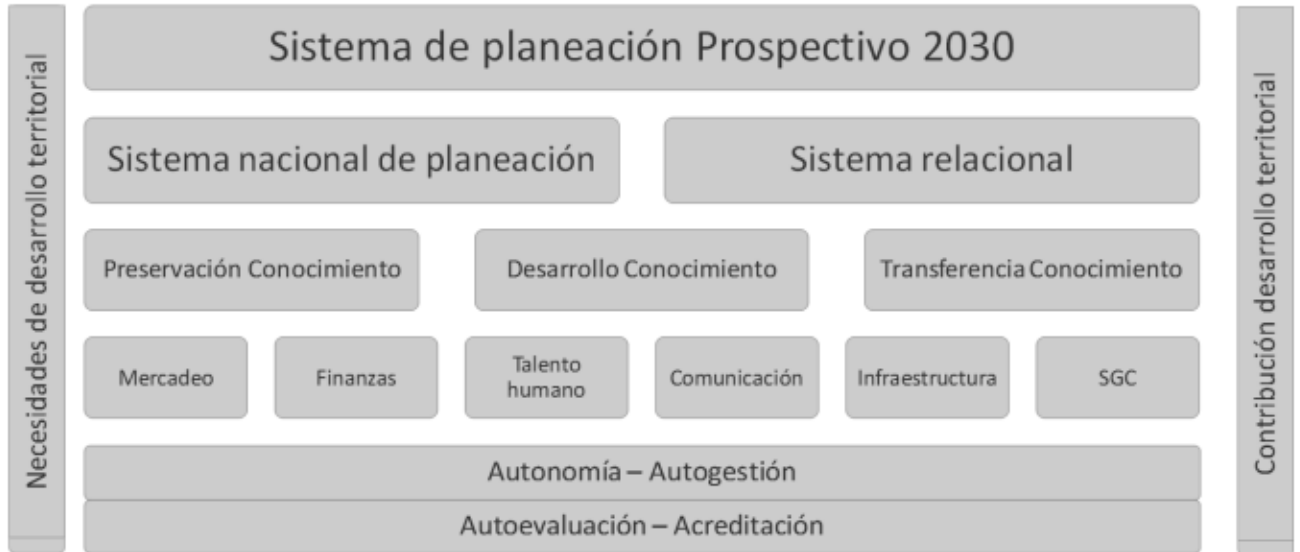 Necesidades de desarrollo territorial
Sistema de planeación Prospectivo 2030
Sistema nacional de planeación
Sistema relacional
Preservación Conocimiento
Desarrollo Conocimiento
Transferencia Conocimiento
Mercadeo
Finanzas
Talento
humano
Comunicación
Infraestructura
SGC
Autonomía – Autogestión
Autoevaluación – Acreditación
Contribución desarrollo territorial